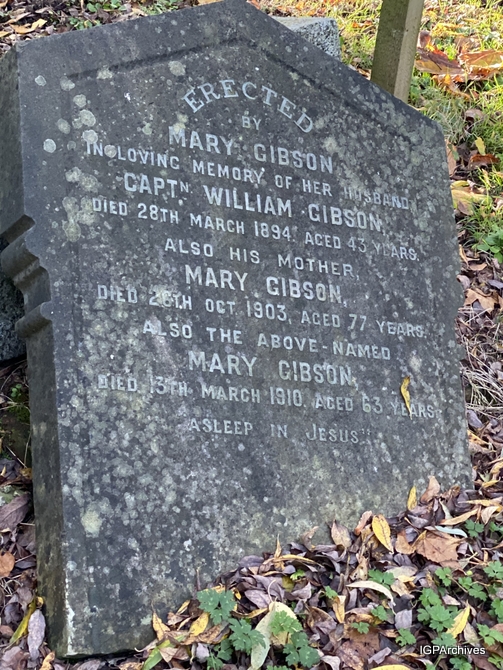 ERECTED
BY
MARY GIBSON
IN LOVING MEMORY OF HER HUSBAND
CAPTN. WILLIAM GIBSON,
DIED 28TH MARCH 1894, AGED 43 YEARS.
ALSO HIS MOTHER,
MARY GIBSON,
DIED 26TH OCT. 1903, AGED 77 YEARS.
ALSO THE ABOVE-NAMED
MARY GIBSON,
DIED 13TH MARCH 1910, AGED 63 YEARS.
"ASLEEP IN JESUS."
IGPArchives